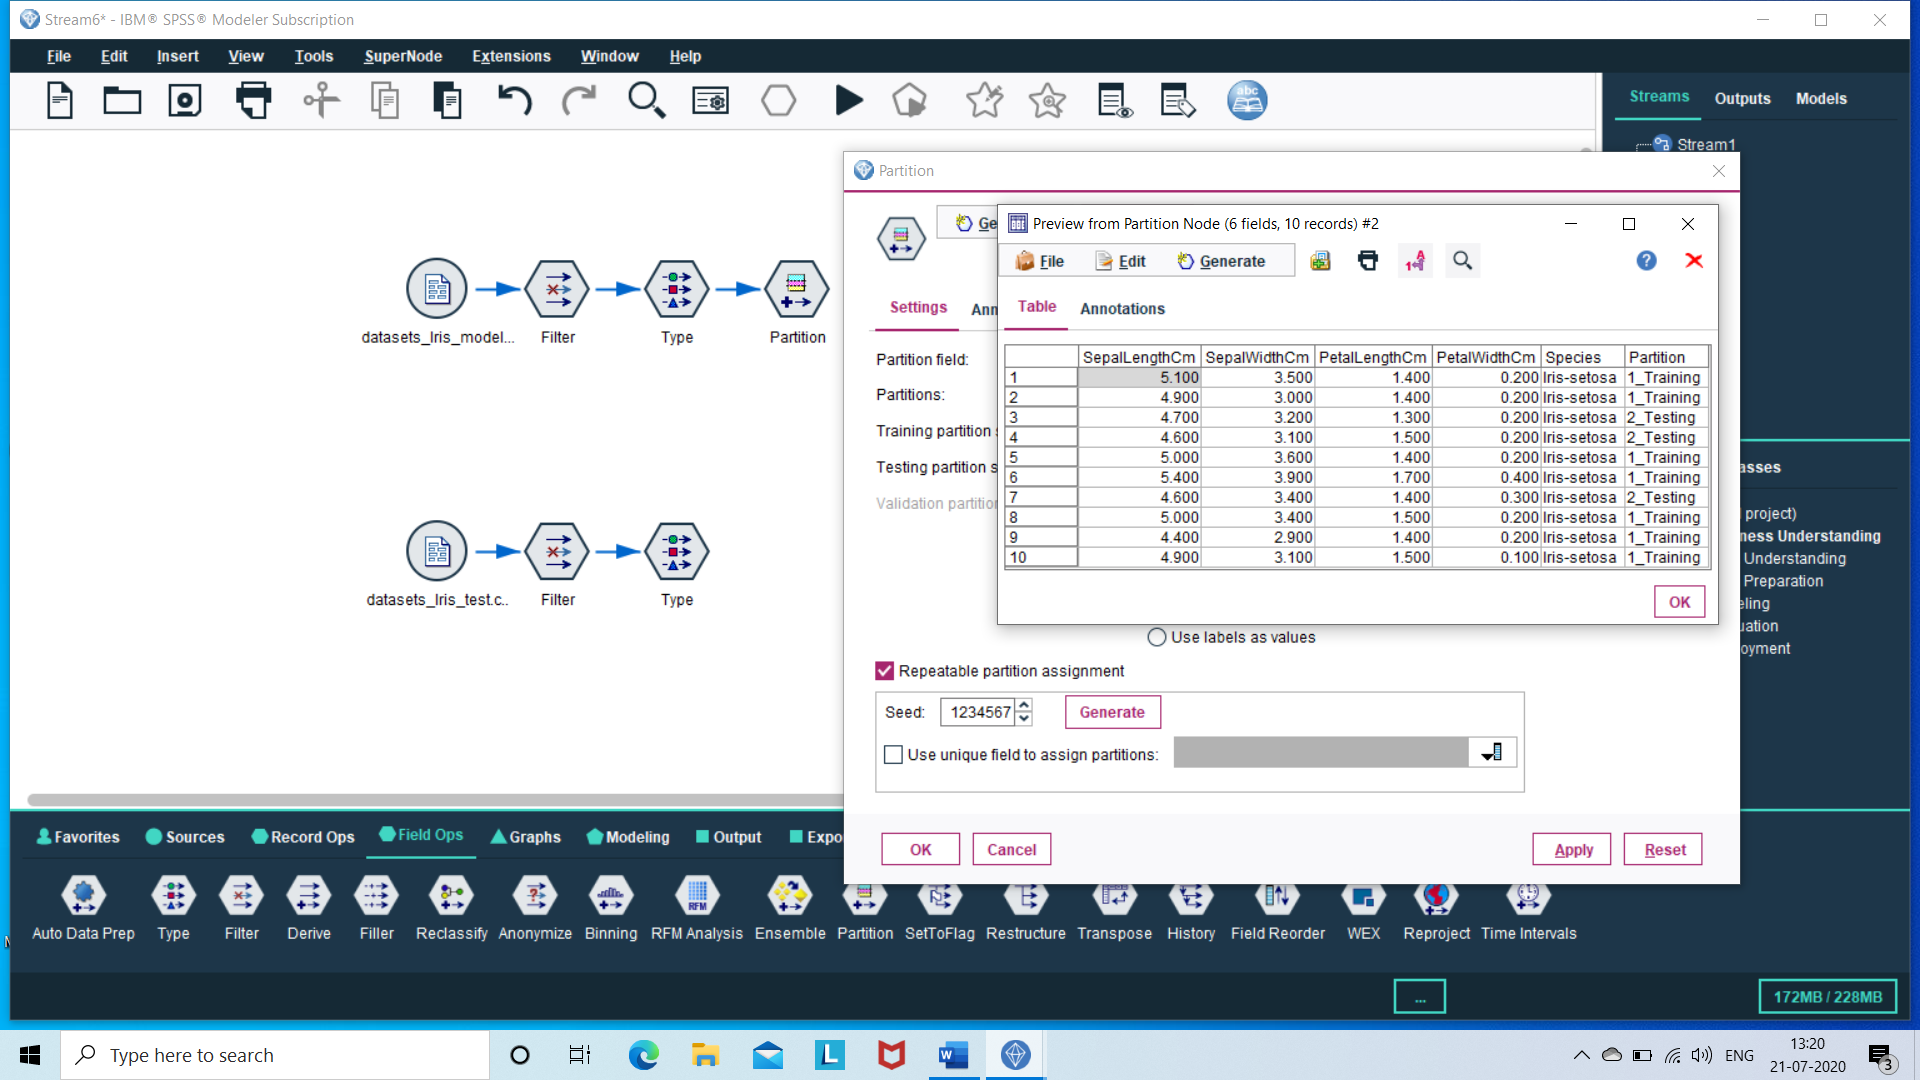 Stream6* - IBM® SPSS® Modeler Subscription
File Edit Insert View Tools SuperNode Extensions Window Help
abc
Streams Outputs Models
Stream1
Partition
Ge
Preview from Partition Node (6 fields, 10 records) #2
File Edit Generate
Settings Ann
Table Annotations
datasets_Iris_model... Filter Type Partition
Partition field:
Partitions:
Training partition s
Testing partition s
Validation partition
SepalLengthCm SepalWidthCm PetalLengthCm PetalWidthCm Species Partition
1 5.100 3.500 1.400 0.200 Iris-setosa 1_Training
2 4.900 3.000 1.400 0.200 Iris-setosa 1_Training
3 4.700 3.200 1.300 0.200 Iris-setosa 2_Testing
4 4.600 3.100 1.500 0.200 Iris-setosa 2_Testing
5 5.000 3.600 1.400 0.200 Iris-setosa 1_Training
6 5.400 3.900 1.700 0.400 Iris-setosa 1_Training
7 4.600 3.400 1.400 0.300 Iris-setosa 2_Testing
8 5.000 3.400 1.500 0.200 Iris-setosa 1_Training
9 4.400 2.900 1.400 0.200 Iris-setosa 1_Training
10 4.900 3.100 1.500 0.100 Iris-setosa 1_Training
OK
asses
project)
ness Understanding
Understanding
Preparation
eling
uation
oyment
datasets_Iris_test.c.. Filter Type
Use labels as values
Repeatable partition assignment
Seed: 1234567 Generate
Use unique field to assign partitions:
OK Cancel Apply Reset
Favorites Sources Record Ops Field Ops Graphs Modeling Output Expo
RFM
Auto Data Prep Type Filter Derive Filler Reclassify Anonymize Binning RFM Analysis Ensemble Partition SetToFlag Restructure Transpose History Field Reorder WEX Reproject Time Intervals
... 172MB / 228MB
Type here to search
ENG
13:20
21-07-2020
3